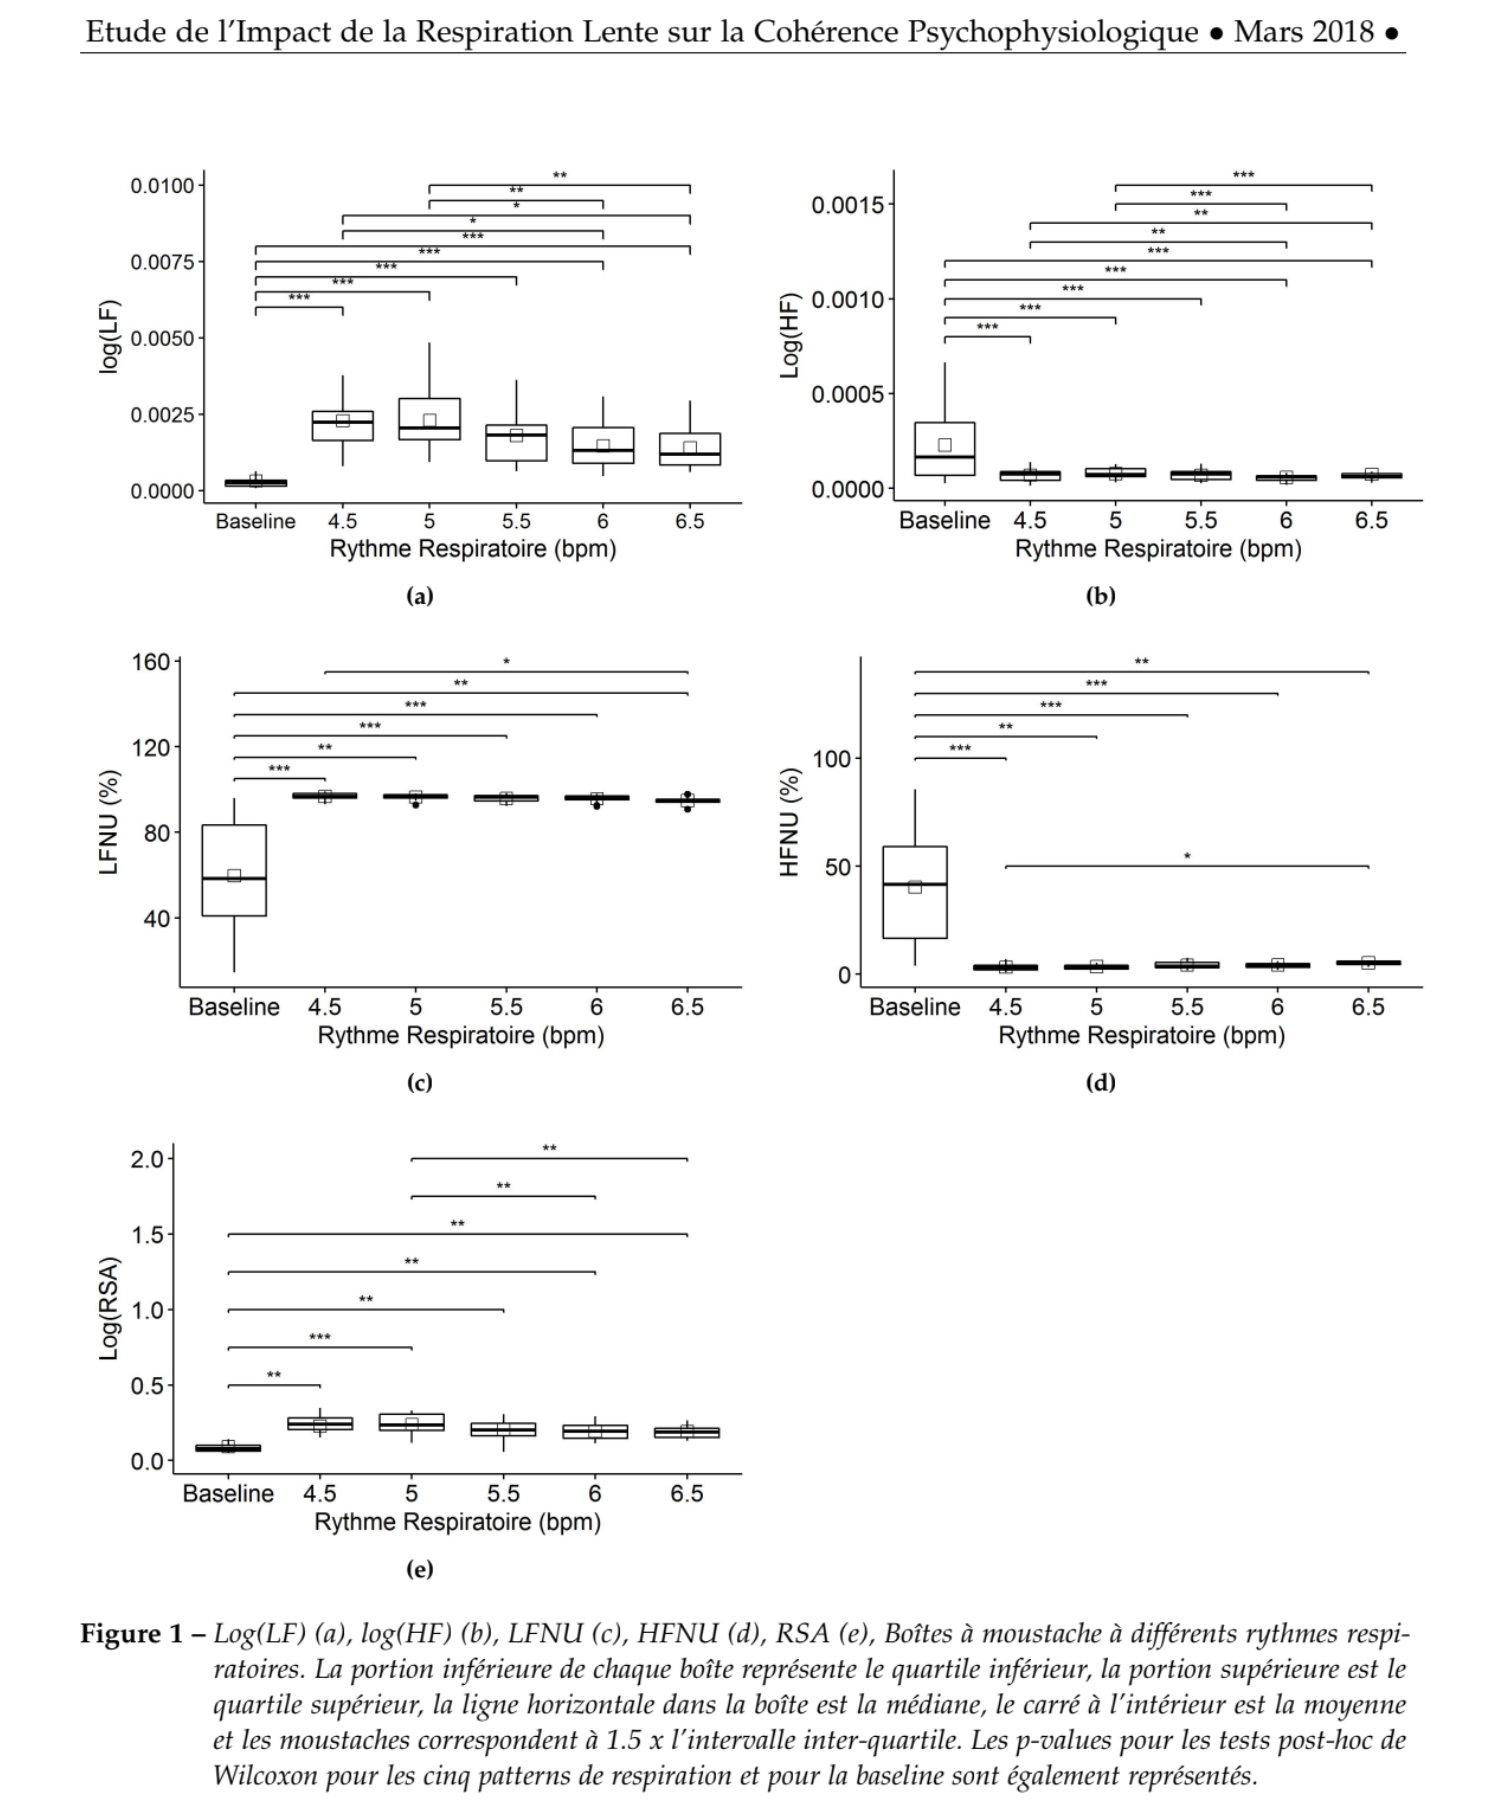 Etude de l'Impact de la Respiration Lente sur la Cohérence Psychophysiologique • Mars 2018 •
log(LF)
0.0100
0.0075
0.0050
0.0025
0.0000
**
**
*
*
***
***
***
***
***
Baseline 4.5 5 5.5 6 6.5
Rythme Respiratoire (bpm)
(a)
Log(HF)
0.0015
0.0010
0.0005
0.0000
***
***
**
**
***
***
***
***
***
Baseline 4.5 5 5.5 6 6.5
Rythme Respiratoire (bpm)
(b)
LFNU (%)
160
120
80
40
*
**
***
***
**
***
Baseline 4.5 5 5.5 6 6.5
Rythme Respiratoire (bpm)
(c)
HFNU (%)
100
50
0
**
***
***
**
***
*
Baseline 4.5 5 5.5 6 6.5
Rythme Respiratoire (bpm)
(d)
Log(RSA)
2.0
1.5
1.0
0.5
0.0
**
**
**
**
**
***
**
Baseline 4.5 5 5.5 6 6.5
Rythme Respiratoire (bpm)
(e)
Figure 1 – Log(LF) (a), log(HF) (b), LFNU (c), HFNU (d), RSA (e), Boîtes à moustache à différents rythmes respi-
ratoires. La portion inférieure de chaque boîte représente le quartile inférieur, la portion supérieure est le
quartile supérieur, la ligne horizontale dans la boîte est la médiane, le carré à l'intérieur est la moyenne
et les moustaches correspondent à 1.5 x l'intervalle inter-quartile. Les p-values pour les tests post-hoc de
Wilcoxon pour les cinq patterns de respiration et pour la baseline sont également représentés.